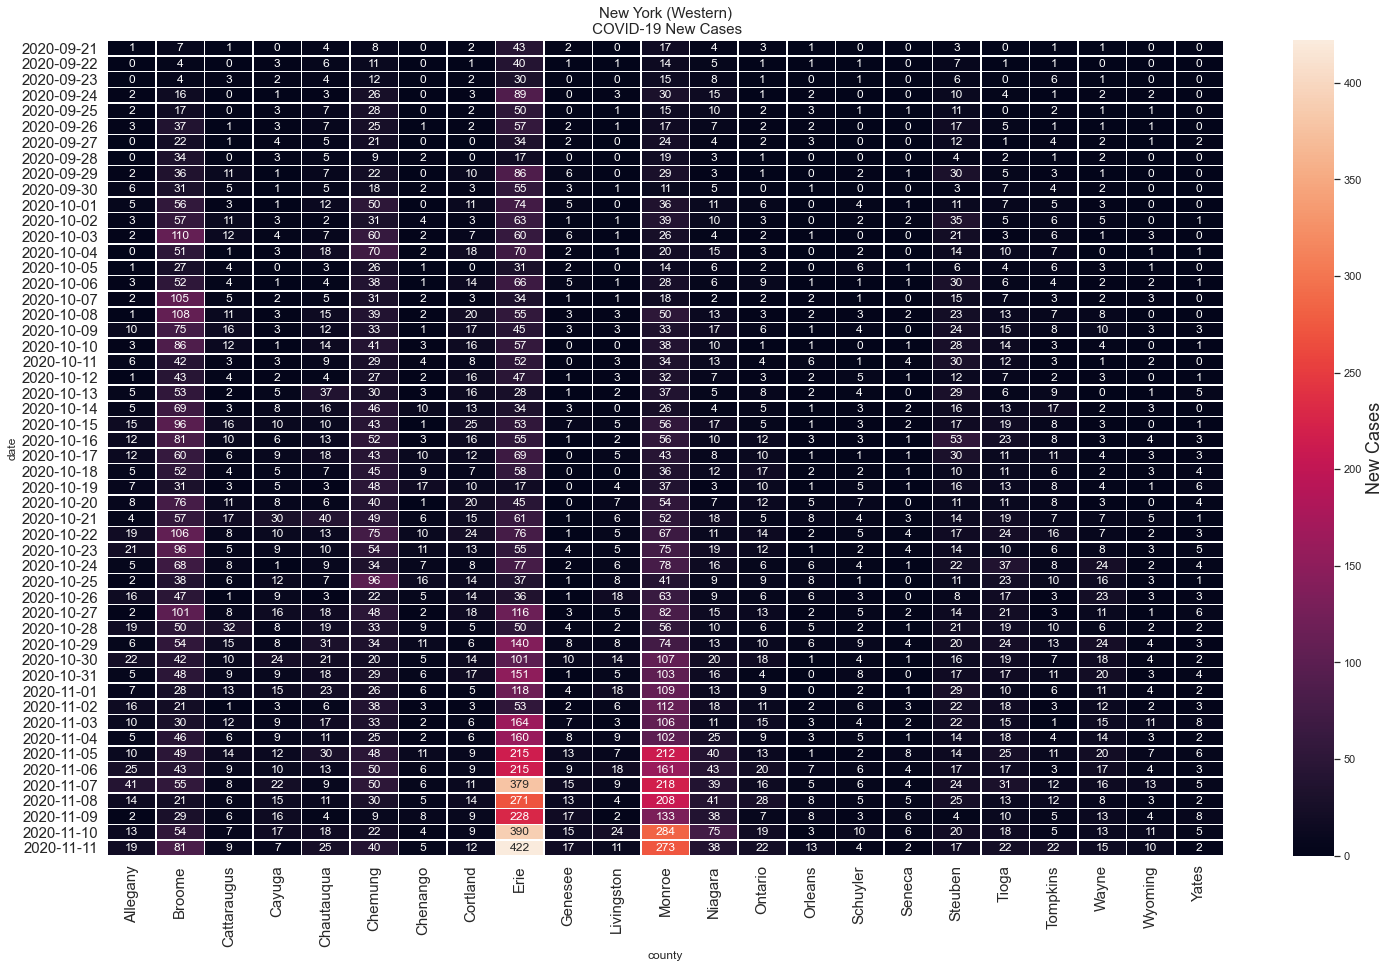 New York (Western)
COVID-19 New Cases
2020-09-21 1 7 1 0 4 8 0 2 43 2 0 17 4 3 1 0 0 3 0 1 1 0 0
2020-09-22 0 4 0 3 6 11 0 1 40 1 1 14 5 1 1 1 0 7 1 1 0 0 0
2020-09-23 0 4 3 2 4 12 0 2 30 0 0 15 8 1 0 1 0 6 0 6 1 0 0
2020-09-24 2 16 0 1 3 26 0 3 89 0 3 30 15 1 2 0 0 10 4 1 2 2 0
2020-09-25 2 17 0 3 7 28 0 2 50 0 1 15 10 2 3 1 1 11 0 2 1 1 0
2020-09-26 3 37 1 3 7 25 1 2 57 2 1 17 7 2 2 0 0 17 5 1 1 1 0
2020-09-27 0 22 1 4 5 21 0 0 34 2 0 24 4 2 3 0 0 12 1 4 2 1 2
2020-09-28 0 34 0 3 5 9 2 0 17 0 0 19 3 1 0 0 0 4 2 1 2 0 0
2020-09-29 2 36 11 1 7 22 0 10 86 6 0 29 3 1 0 2 1 30 5 3 1 0 0
2020-09-30 6 31 5 1 5 18 2 3 55 3 1 11 5 0 1 0 0 3 7 4 2 0 0
2020-10-01 5 56 3 1 12 50 0 11 74 5 0 36 11 6 0 4 1 11 7 5 3 0 0
2020-10-02 3 57 11 3 2 31 4 3 63 1 1 39 10 3 0 2 2 35 5 6 5 0 1
2020-10-03 2 110 12 4 7 60 2 7 60 6 1 26 4 2 1 0 0 21 3 6 1 3 0
2020-10-04 0 51 1 3 18 70 2 18 70 2 1 20 15 3 0 2 0 14 10 7 0 1 1
2020-10-05 1 27 4 0 3 26 1 0 31 2 0 14 6 2 0 6 1 6 4 6 3 1 0
2020-10-06 3 52 4 1 4 38 1 14 66 5 1 28 6 9 1 1 1 30 6 4 2 2 1
2020-10-07 2 105 5 2 5 31 2 3 34 1 1 18 2 2 2 1 0 15 7 3 2 3 0
2020-10-08 1 108 11 3 15 39 2 20 55 3 3 50 13 3 2 3 2 23 13 7 8 0 0
2020-10-09 10 75 16 3 12 33 1 17 45 3 3 33 17 6 1 4 0 24 15 8 10 3 3
2020-10-10 3 86 12 1 14 41 3 16 57 0 0 38 10 1 1 0 1 28 14 3 4 0 1
2020-10-11 6 42 3 3 9 29 4 8 52 0 3 34 13 4 6 1 4 30 12 3 1 2 0
2020-10-12 1 43 4 2 4 27 2 16 47 1 3 32 7 3 2 5 1 12 7 2 3 0 1
2020-10-13 5 53 2 5 37 30 3 16 28 1 2 37 5 8 2 4 0 29 6 9 0 1 5
2020-10-14 5 69 3 8 16 46 10 13 34 3 0 26 4 5 1 3 2 16 13 17 2 3 0
2020-10-15 15 96 16 10 10 43 1 25 53 7 5 56 17 5 1 3 2 17 19 8 3 0 1
2020-10-16 12 81 10 6 13 52 3 16 55 1 2 56 10 12 3 3 1 53 23 8 3 4 3
2020-10-17 12 60 6 9 18 43 10 12 69 0 5 43 8 10 1 1 1 30 11 11 4 3 3
2020-10-18 5 52 4 5 7 45 9 7 58 0 0 36 12 17 2 2 1 10 11 6 2 3 4
2020-10-19 7 31 3 5 3 48 17 10 17 0 4 37 3 10 1 5 1 16 13 8 4 1 6
2020-10-20 8 76 11 8 6 40 1 20 45 0 7 54 7 12 5 7 0 11 11 8 3 0 4
2020-10-21 4 57 17 30 40 49 6 15 61 1 6 52 18 5 8 4 3 14 19 7 7 5 1
2020-10-22 19 106 8 10 13 75 10 24 76 1 5 67 11 14 2 5 4 17 24 16 7 2 3
2020-10-23 21 96 5 9 10 54 11 13 55 4 5 75 19 12 1 2 4 14 10 6 8 3 5
2020-10-24 5 68 8 1 9 34 7 8 77 2 6 78 16 6 6 4 1 22 37 8 24 2 4
2020-10-25 2 38 6 12 7 96 16 14 37 1 8 41 9 9 8 1 0 11 23 10 16 3 1
2020-10-26 16 47 1 9 3 22 5 14 36 1 18 63 9 6 6 3 0 8 17 3 23 3 3
2020-10-27 2 101 8 16 18 48 2 18 116 3 5 82 15 13 2 5 2 14 21 3 11 1 6
2020-10-28 19 50 32 8 19 33 9 5 50 4 2 56 10 6 5 2 1 21 19 10 6 2 2
2020-10-29 6 54 15 8 31 34 11 6 140 8 8 74 13 10 6 9 4 20 24 13 24 4 3
2020-10-30 22 42 10 24 21 20 5 14 101 10 14 107 20 18 1 4 1 16 19 7 18 4 2
2020-10-31 5 48 9 9 18 29 6 17 151 1 5 103 16 4 0 8 0 17 17 11 20 3 4
2020-11-01 7 28 13 15 23 26 6 5 118 4 18 109 13 9 0 2 1 29 10 6 11 4 2
2020-11-02 16 21 1 3 6 38 3 3 53 2 6 112 18 11 2 6 3 22 18 3 12 2 3
2020-11-03 10 30 12 9 17 33 2 6 164 7 3 106 11 15 3 4 2 22 15 1 15 11 8
2020-11-04 5 46 6 9 11 25 2 6 160 8 9 102 25 9 3 5 1 14 18 4 14 3 2
2020-11-05 10 49 14 12 30 48 11 9 215 13 7 212 40 13 1 2 8 14 25 11 20 7 6
2020-11-06 25 43 9 10 13 50 6 9 215 9 18 161 43 20 7 6 4 17 17 3 17 4 3
2020-11-07 41 55 8 22 9 50 6 11 379 15 9 218 39 16 5 6 4 24 31 12 16 13 5
2020-11-08 14 21 6 15 11 30 5 14 271 13 4 208 41 28 8 5 5 25 13 12 8 3 2
2020-11-09 2 29 6 16 4 9 8 9 228 17 2 133 38 7 8 3 6 4 10 5 13 4 8
2020-11-10 13 54 7 17 18 22 4 9 390 15 24 284 75 19 3 10 6 20 18 5 13 11 5
2020-11-11 19 81 9 7 25 40 5 12 422 17 11 273 38 22 13 4 2 17 22 22 15 10 2
Allegany Broome Cattaraugus Cayuga Chautauqua Chemung Chenango Cortland Erie Genesee Livingston Monroe Niagara Ontario Orleans Schuyler Seneca Steuben Tioga Tompkins Wayne Wyoming Yates
county
date
400
350
300
250
200
150
100
50
0
New Cases